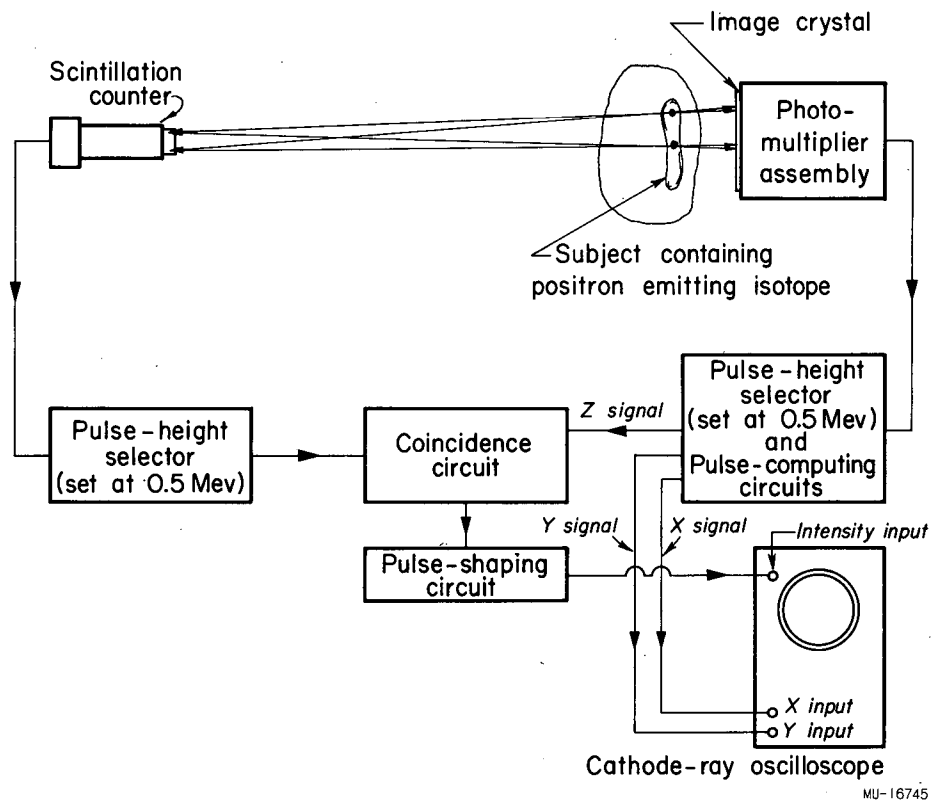 Image crystal
Scintillation
counter
Photo-
multiplier
assembly
Subject containing
positron emitting isotope
Pulse-height
selector
(set at 0.5 Mev)
and
Pulse-computing
circuits
Z signal
Pulse-height
selector
(set at 0.5 Mev)
Coincidence
circuit
Y signal
X signal
Intensity input
Pulse-shaping
circuit
X input
Y input
Cathode-ray oscilloscope
MU-16745